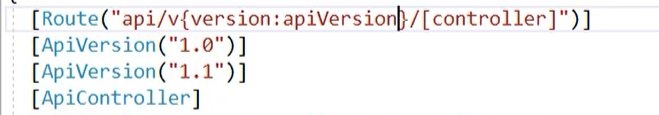 [Route("api/v{version:apiVersion}/[controller]")]
[ApiVersion("1.0")]
[ApiVersion("1.1")]
[ApiController]